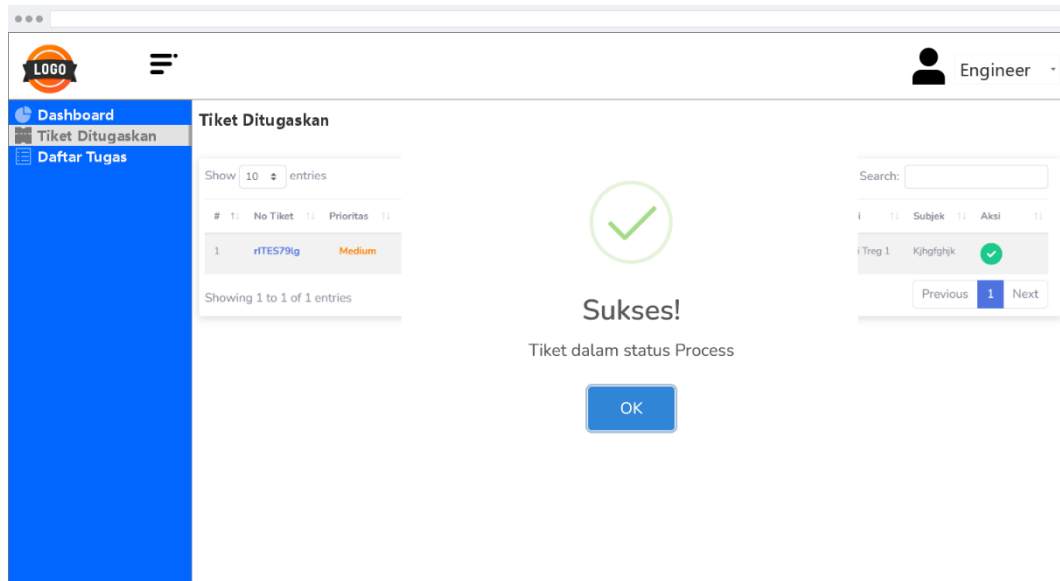 LOGO
Engineer
Dashboard
Tiket Ditugaskan
Daftar Tugas
Tiket Ditugaskan
Show 10 entries
Search:
# No Tiket Prioritas i Subjek Aksi
1 rITES79lg Medium i Treg 1 Kjhgfghjk
Showing 1 to 1 of 1 entries
Previous 1 Next
Sukses!
Tiket dalam status Process
OK